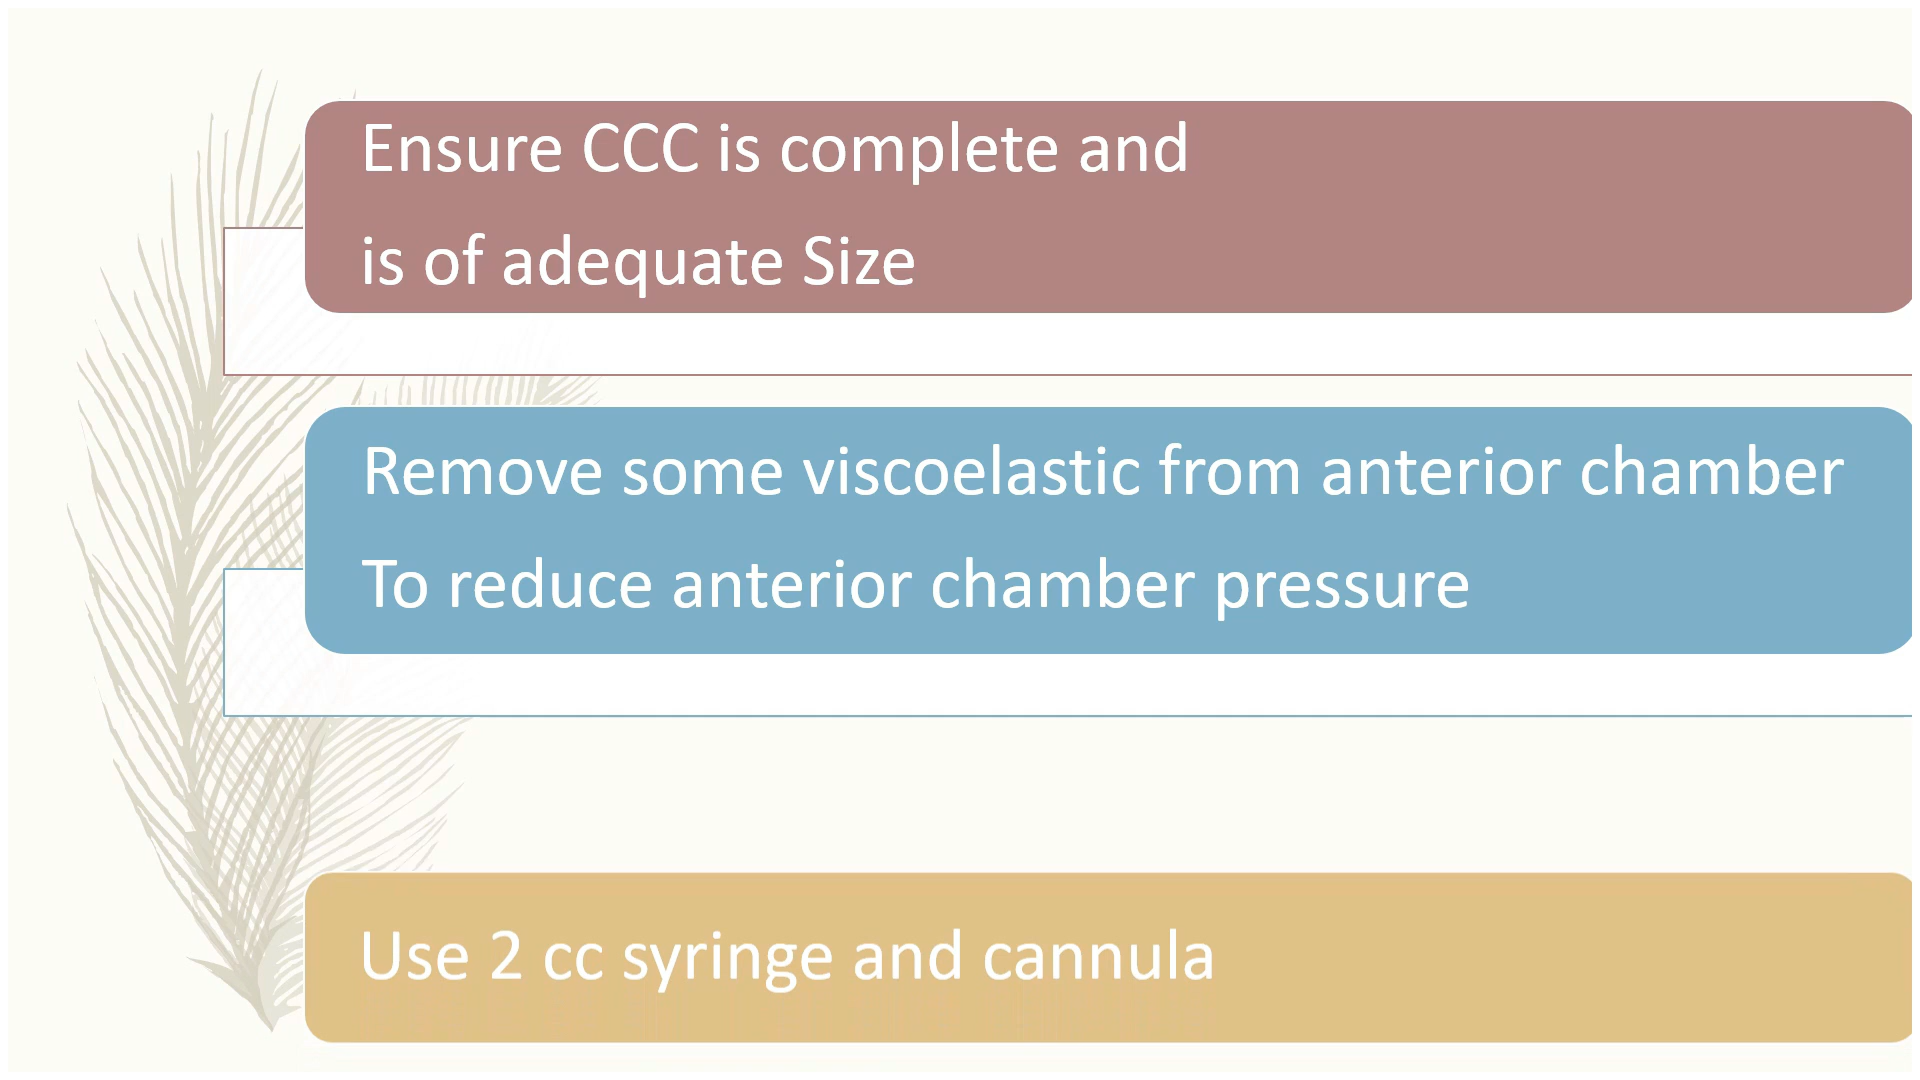 Ensure CCC is complete and
is of adequate Size
Remove some viscoelastic from anterior chamber
To reduce anterior chamber pressure
Use 2 cc syringe and cannula